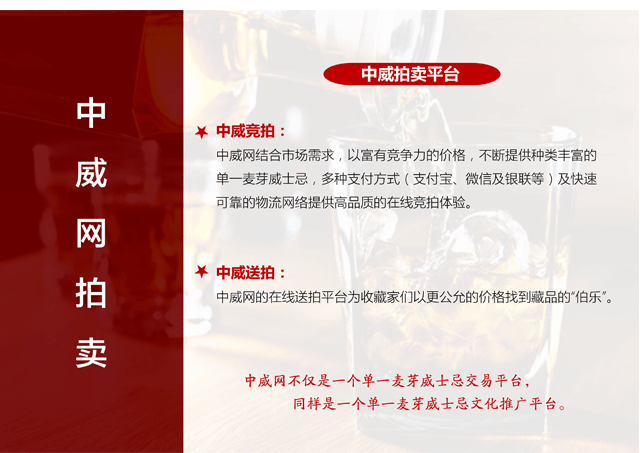 中威网拍卖
中威拍卖平台
★ 中威竞拍：
中威网结合市场需求，以富有竞争力的价格，不断提供种类丰富的
单一麦芽威士忌，多种支付方式（支付宝、微信及银联等）及快速
可靠的物流网络提供高品质的在线竞拍体验。
★ 中威送拍：
中威网的在线送拍平台为收藏家们以更公允的价格找到藏品的“伯乐”。
中威网不仅是一个单一麦芽威士忌交易平台，
同样是一个单一麦芽威士忌文化推广平台。